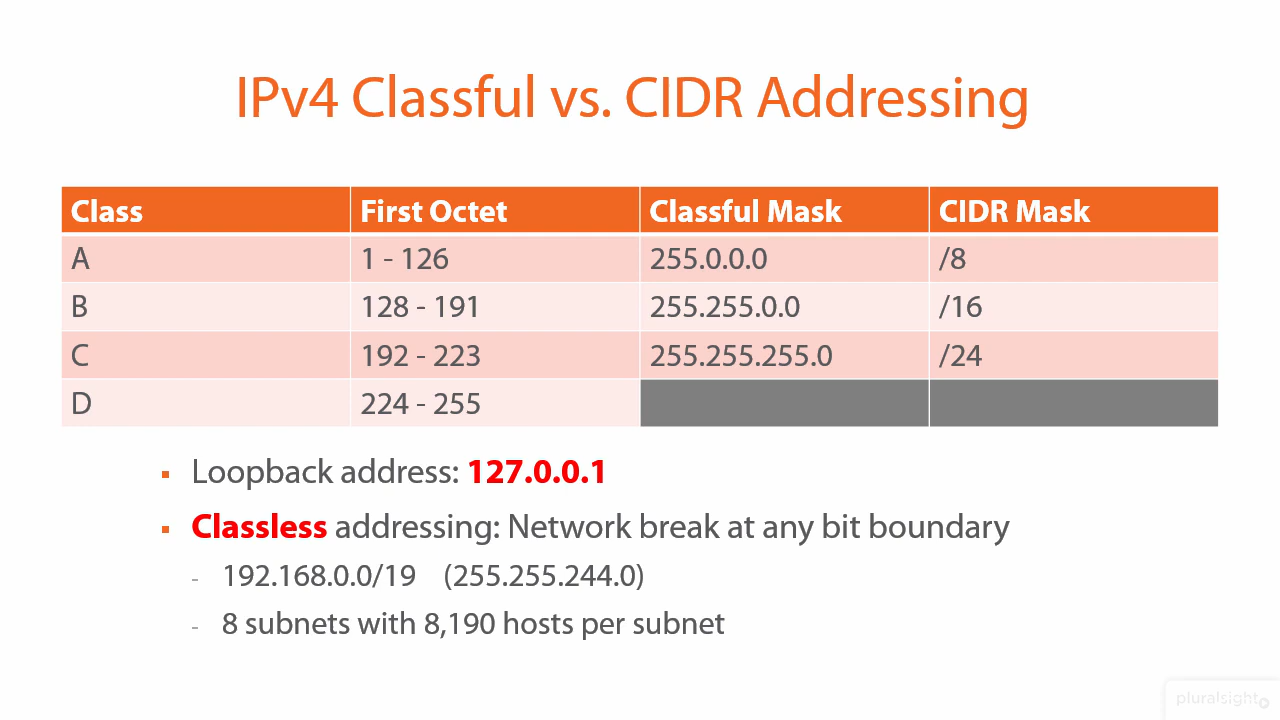 IPv4 Classful vs. CIDR Addressing
Class First Octet Classful Mask CIDR Mask
A 1 - 126 255.0.0.0 /8
B 128 - 191 255.255.0.0 /16
C 192 - 223 255.255.255.0 /24
D 224 - 255
▪ Loopback address: 127.0.0.1
▪ Classless addressing: Network break at any bit boundary
- 192.168.0.0/19 (255.255.244.0)
- 8 subnets with 8,190 hosts per subnet
pluralsight